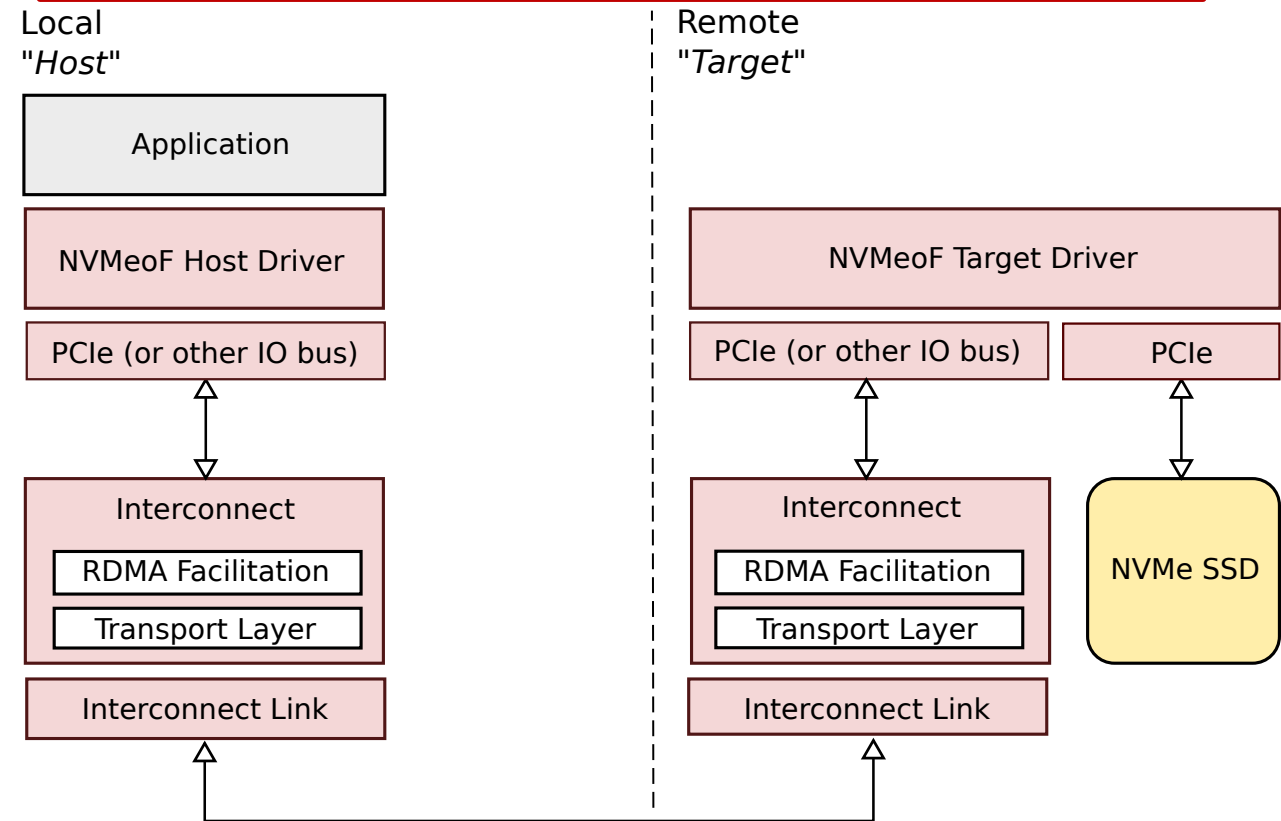 Local
"Host"
Application
NVMeoF Host Driver
PCIe (or other IO bus)
Interconnect
RDMA Facilitation
Transport Layer
Interconnect Link
Remote
"Target"
NVMeoF Target Driver
PCIe (or other IO bus)
PCIe
Interconnect
RDMA Facilitation
Transport Layer
NVMe SSD
Interconnect Link